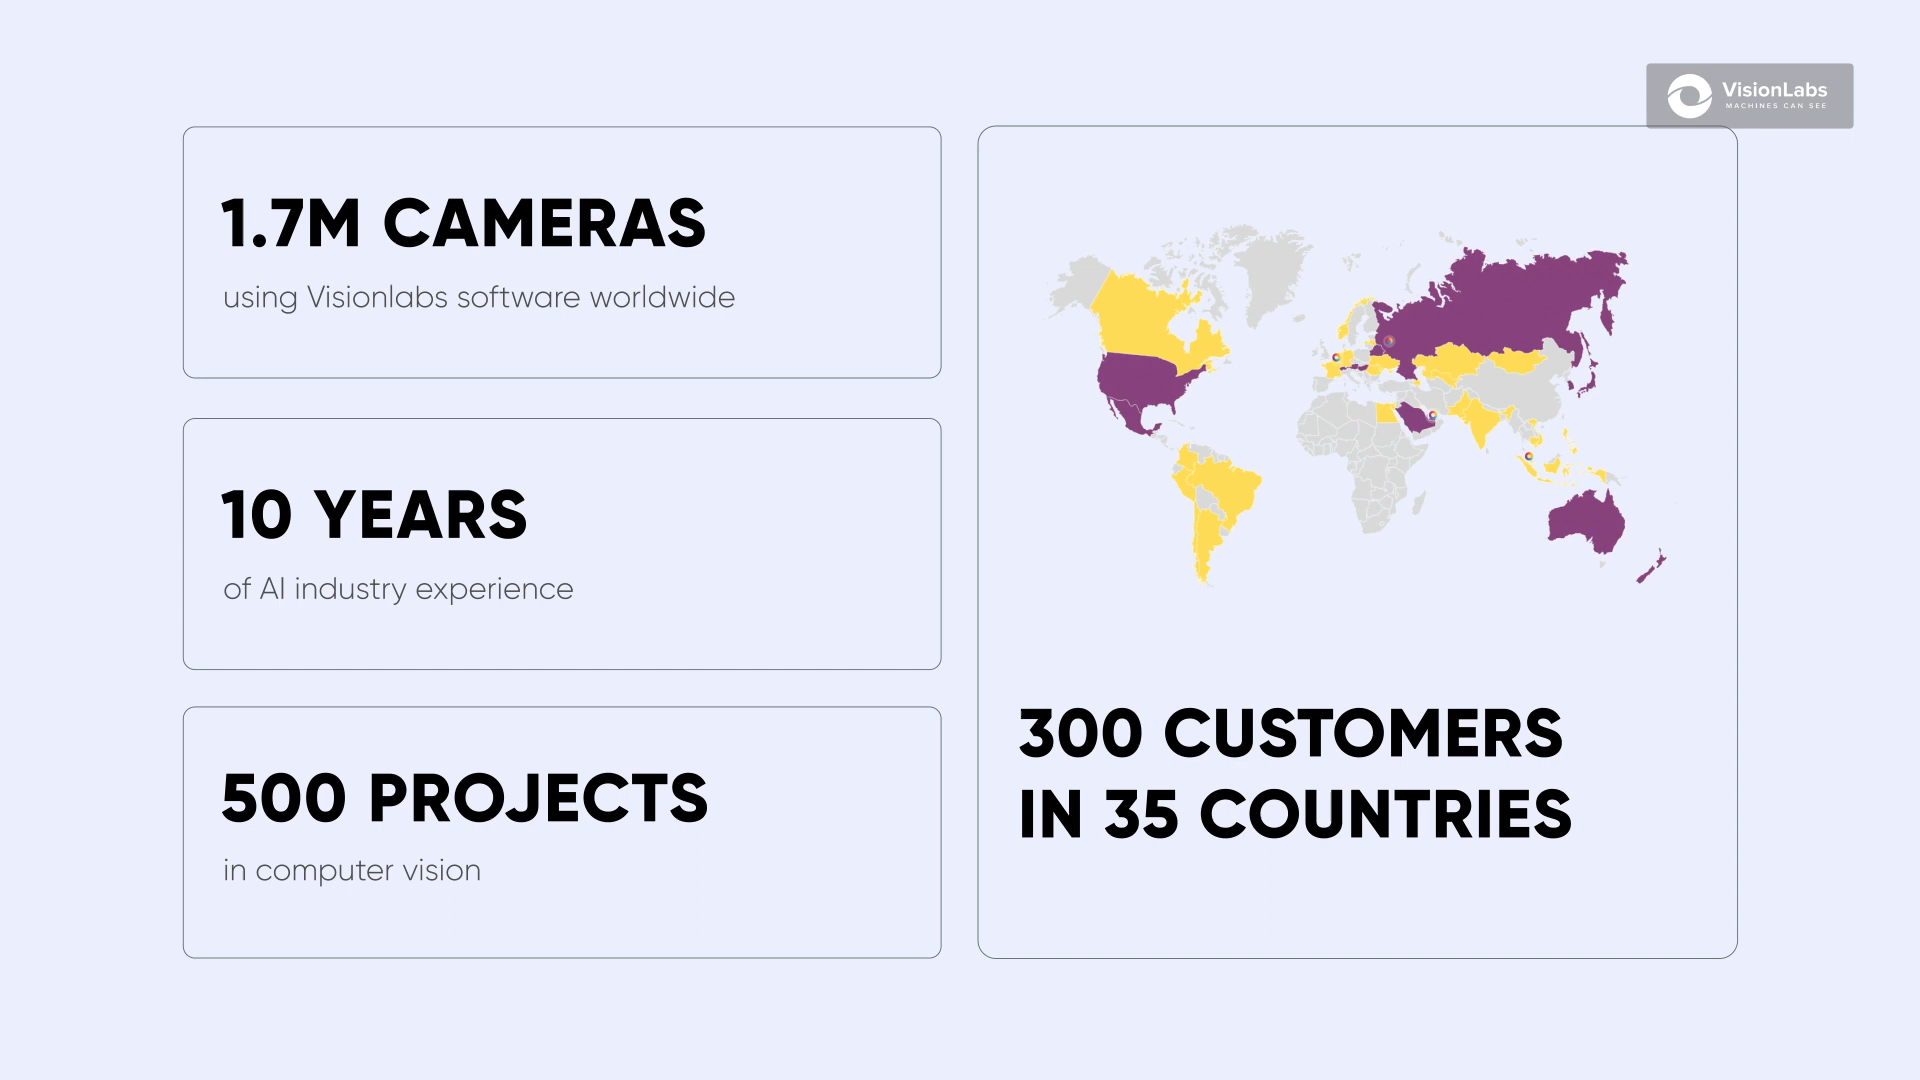 VisionLabs
MACHINES CAN SEE
1.7M CAMERAS
using Visionlabs software worldwide
10 YEARS
of AI industry experience
500 PROJECTS
in computer vision
300 CUSTOMERS
IN 35 COUNTRIES